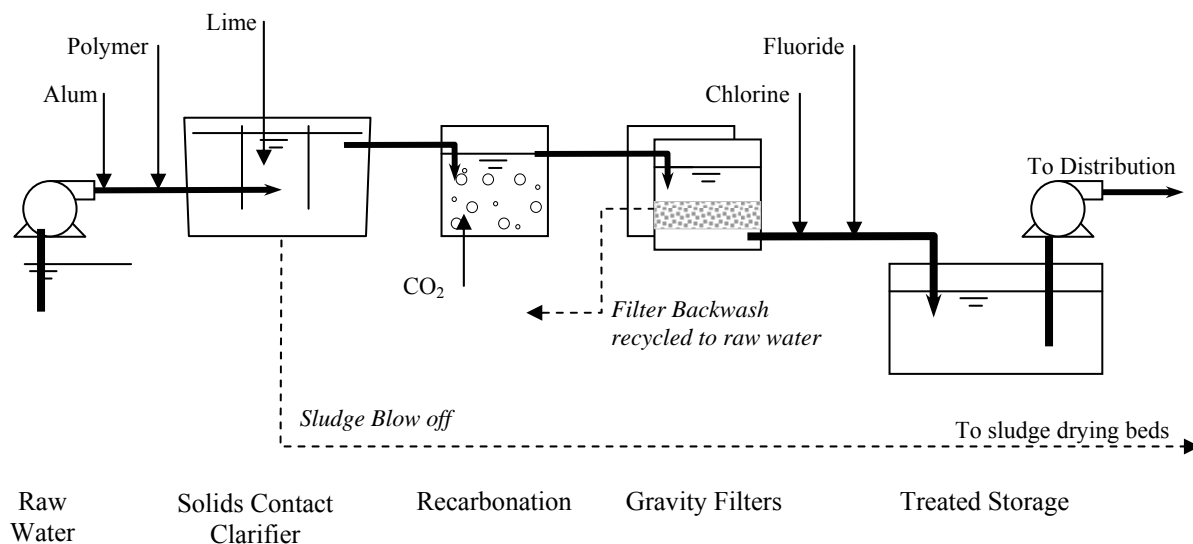 Lime
Polymer
Alum
Fluoride
Chlorine
To Distribution
CO₂
Filter Backwash
recycled to raw water
Sludge Blow off
To sludge drying beds
Raw
Water
Solids Contact
Clarifier
Recarbonation
Gravity Filters
Treated Storage